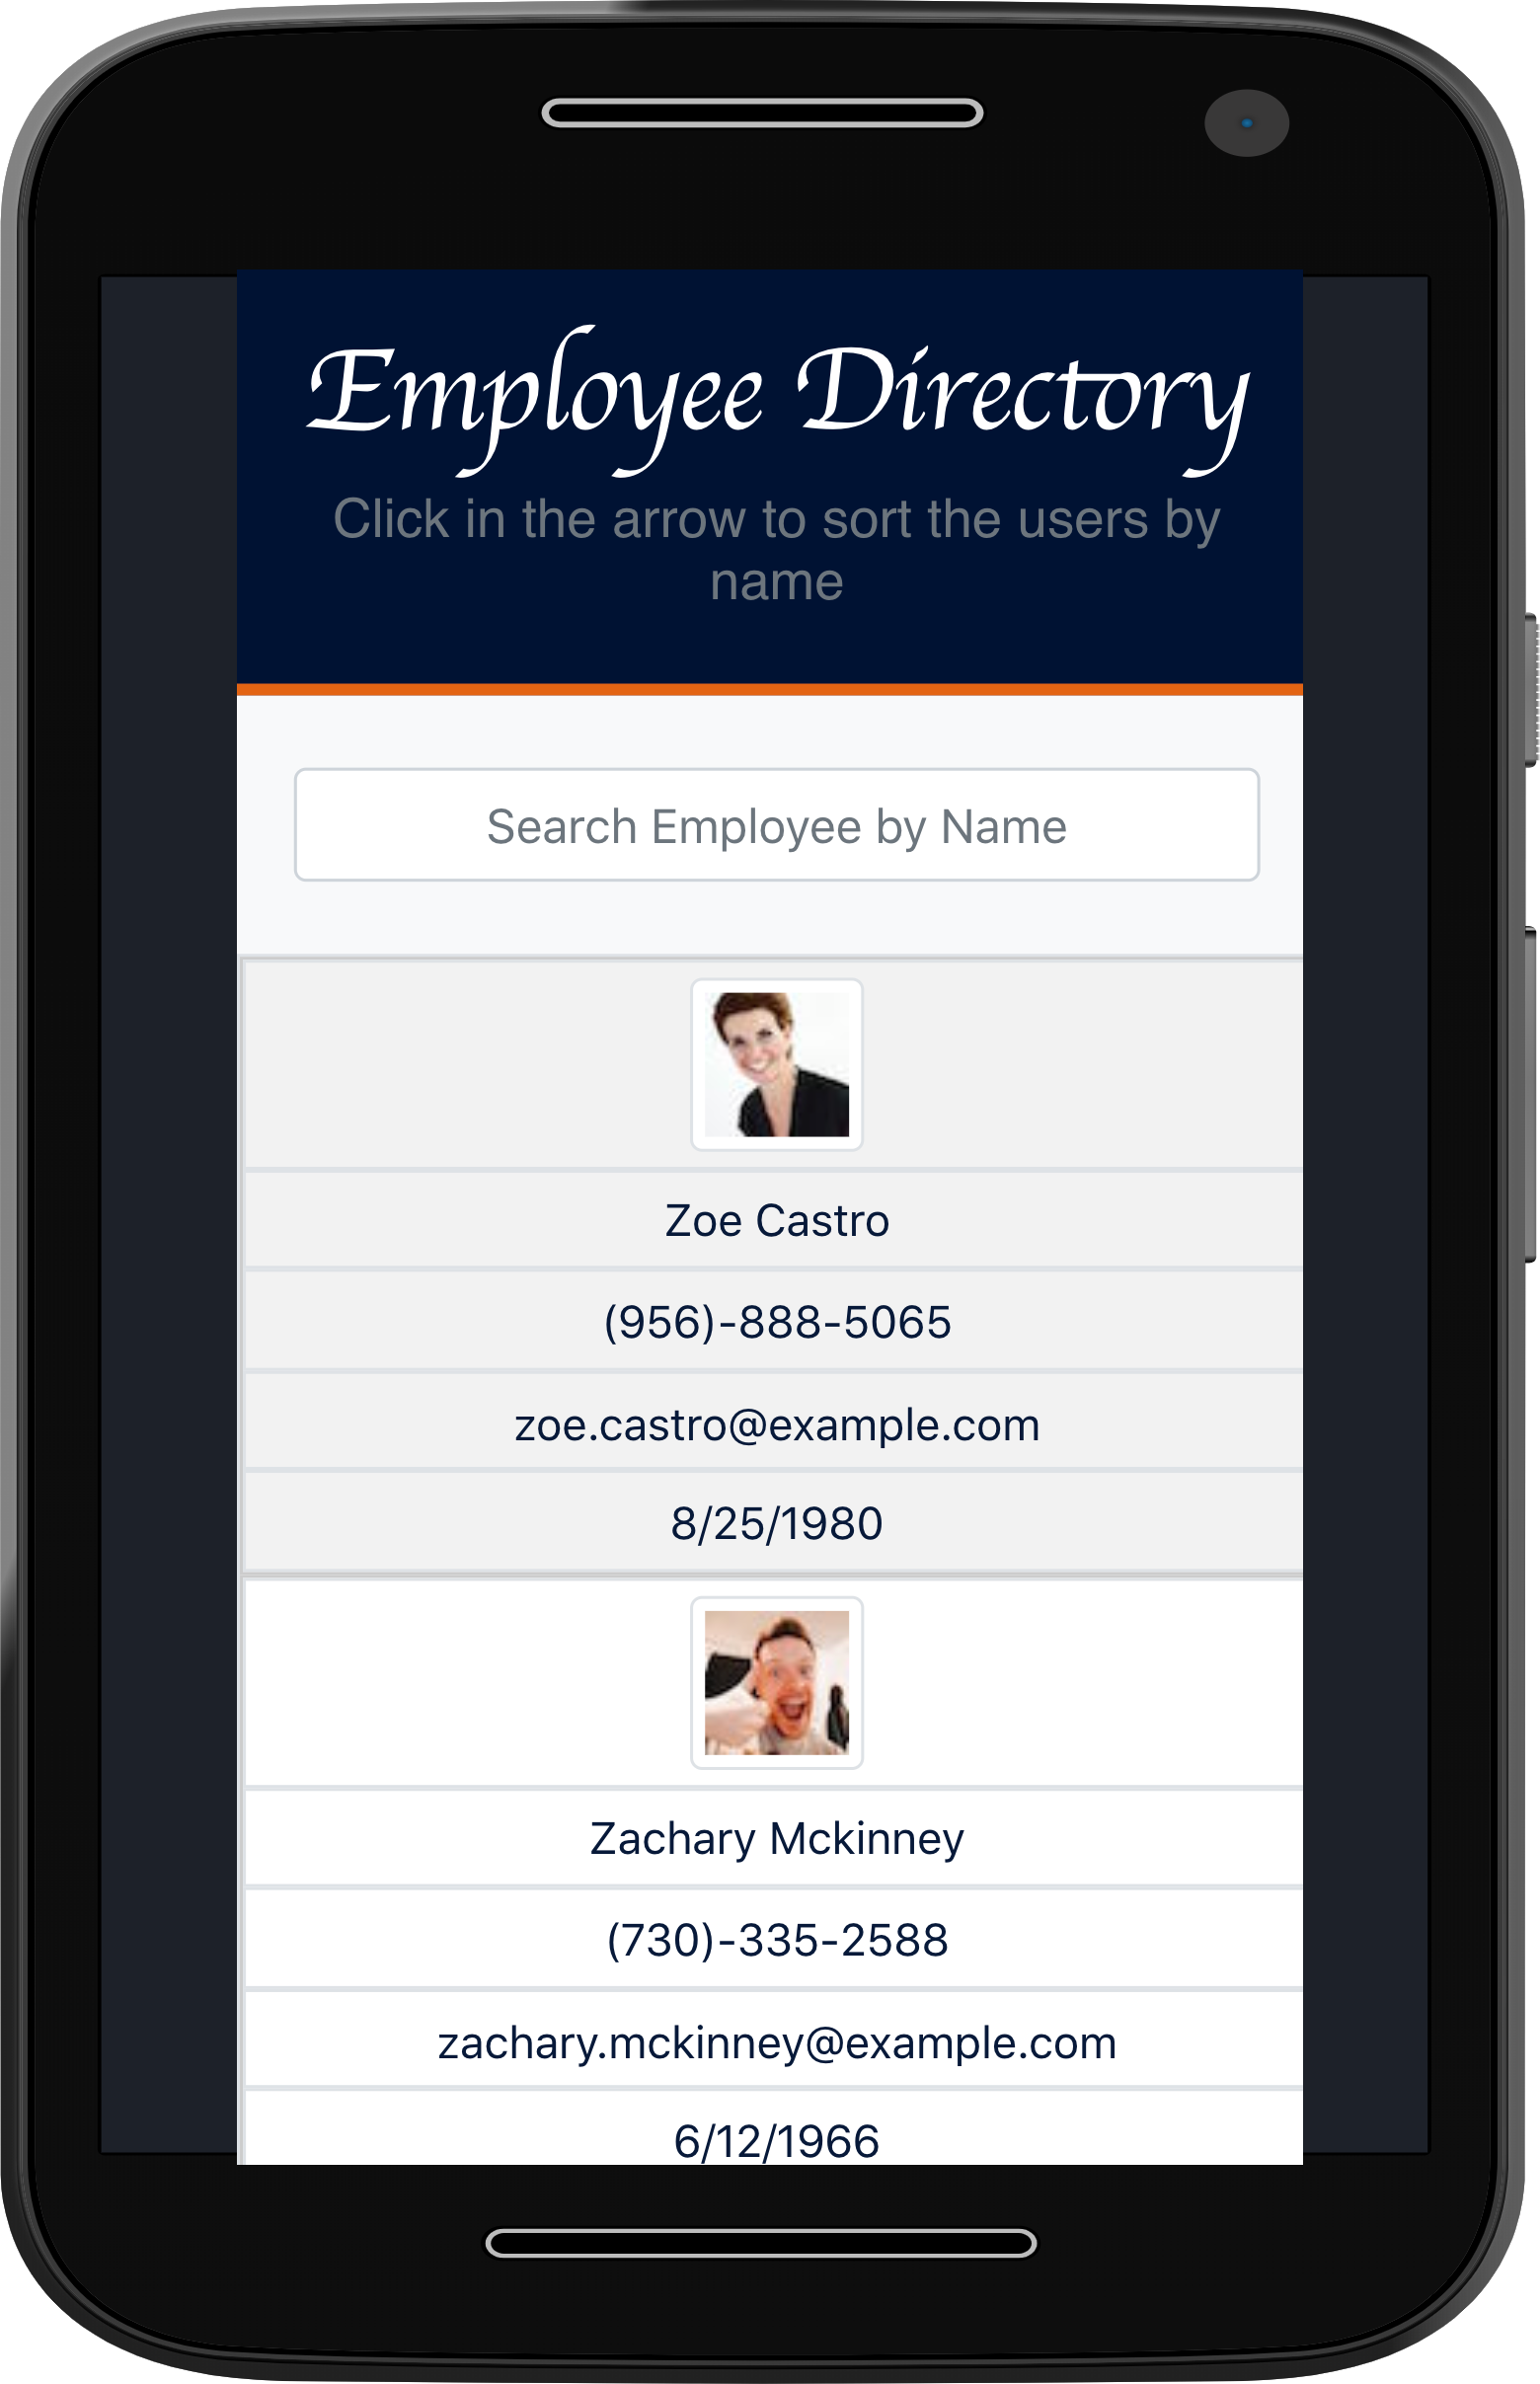 Employee Directory
Click in the arrow to sort the users by
name
Search Employee by Name
Zoe Castro
(956)-888-5065
zoe.castro@example.com
8/25/1980
Zachary Mckinney
(730)-335-2588
zachary.mckinney@example.com
6/12/1966